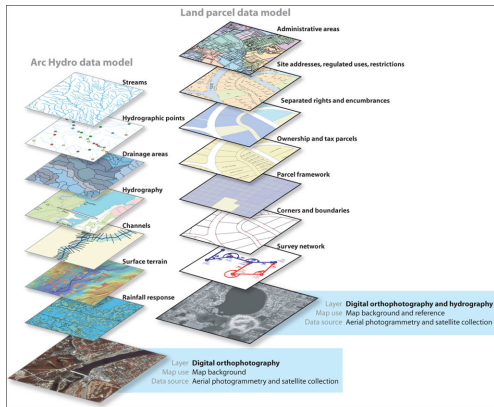 Land parcel data model
Administrative areas
Site addresses, regulated uses, restrictions
Separated rights and encumbrances
Ownership and tax parcels
Parcel framework
Corners and boundaries
Survey network
Layer Digital orthophotography and hydrography
Map use Map background and reference
Data source Aerial photogrammetry and satellite collection
Arc Hydro data model
Streams
Hydrographic points
Drainage areas
Hydrography
Channels
Surface terrain
Rainfall response
Layer Digital orthophotography
Map use Map background
Data source Aerial photogrammetry and satellite collection